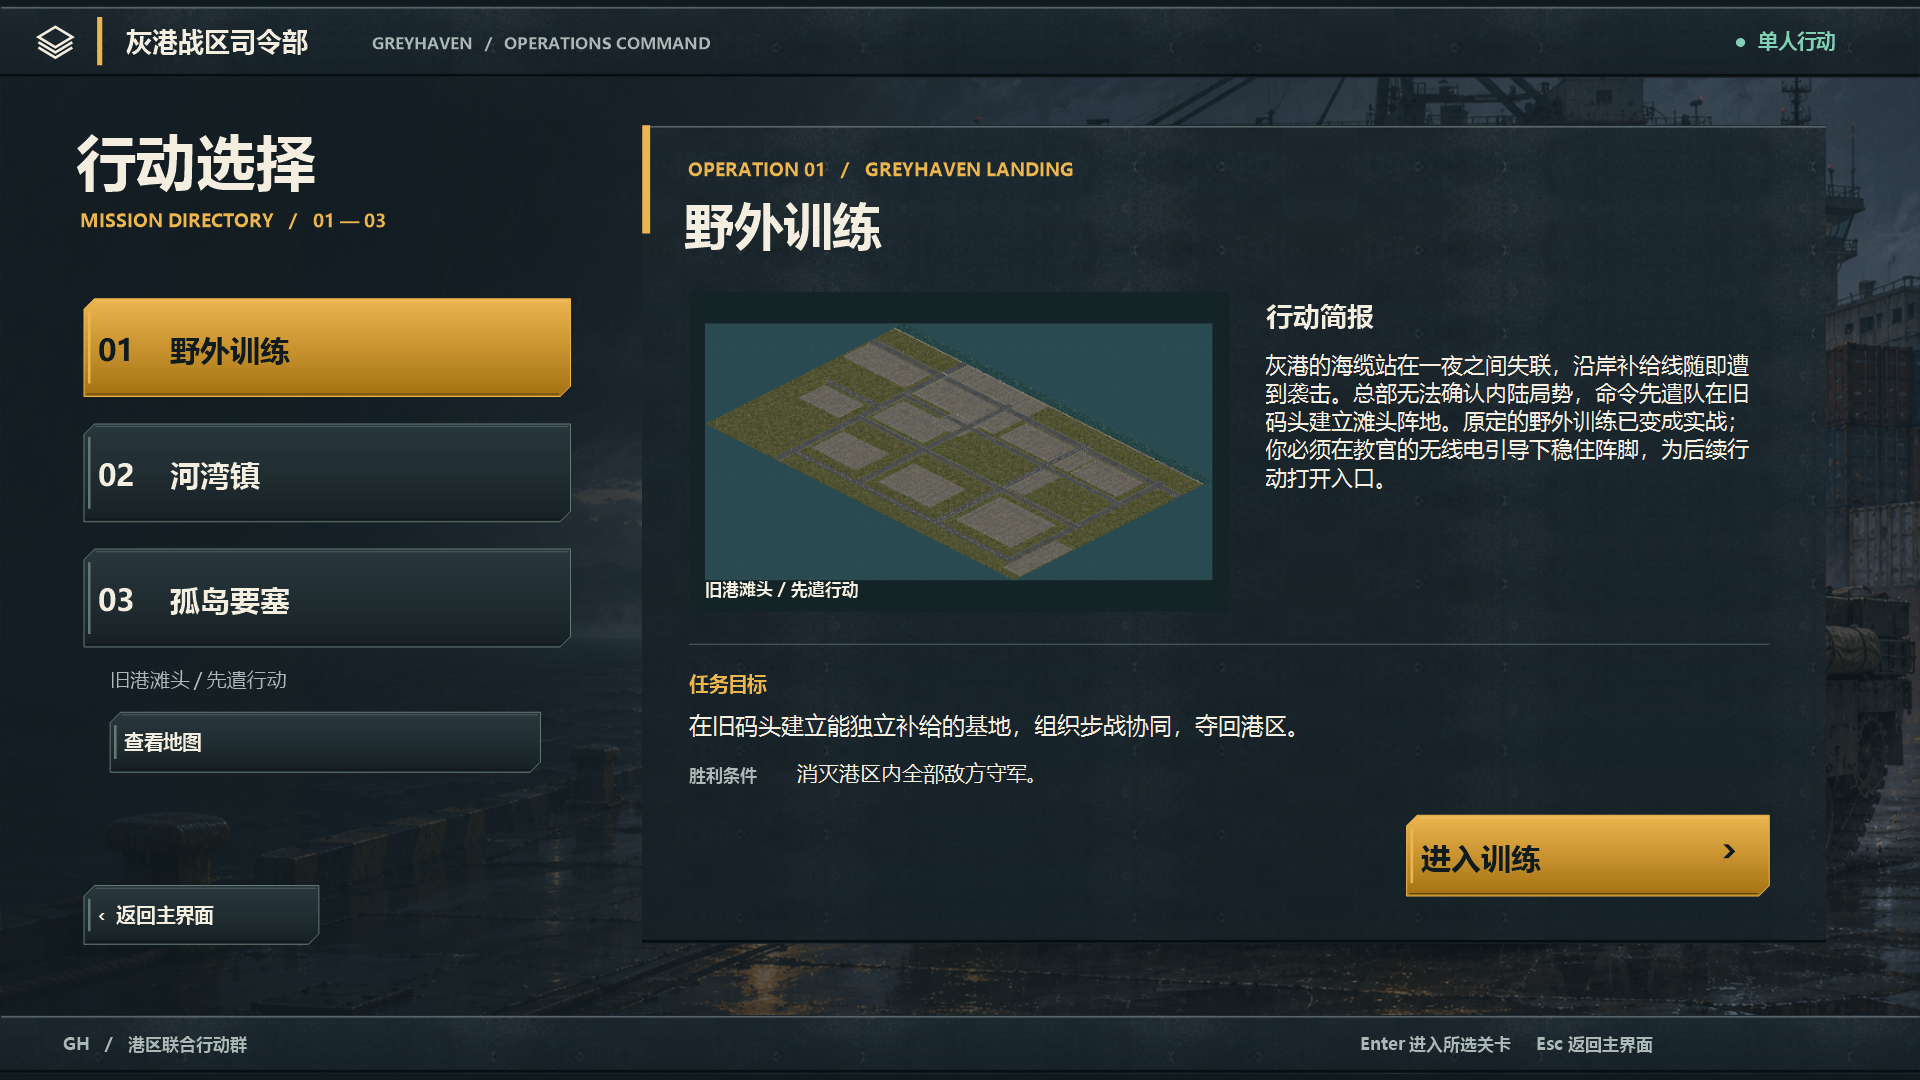 灰港战区司令部
GREYHAVEN / OPERATIONS COMMAND
单人行动
行动选择
MISSION DIRECTORY / 01 — 03
01 野外训练
02 河湾镇
03 孤岛要塞
旧港滩头 / 先遣行动
查看地图
‹ 返回主界面
OPERATION 01 / GREYHAVEN LANDING
野外训练
旧港滩头 / 先遣行动
行动简报
灰港的海缆站在一夜之间失联，沿岸补给线随即遭
到袭击。总部无法确认内陆局势，命令先遣队在旧
码头建立滩头阵地。原定的野外训练已变成实战；
你必须在教官的无线电引导下稳住阵脚，为后续行
动打开入口。
任务目标
在旧码头建立能独立补给的基地，组织步战协同，夺回港区。
胜利条件 消灭港区内全部敌方守军。
进入训练 ›
GH / 港区联合行动群
Enter 进入所选关卡 Esc 返回主界面